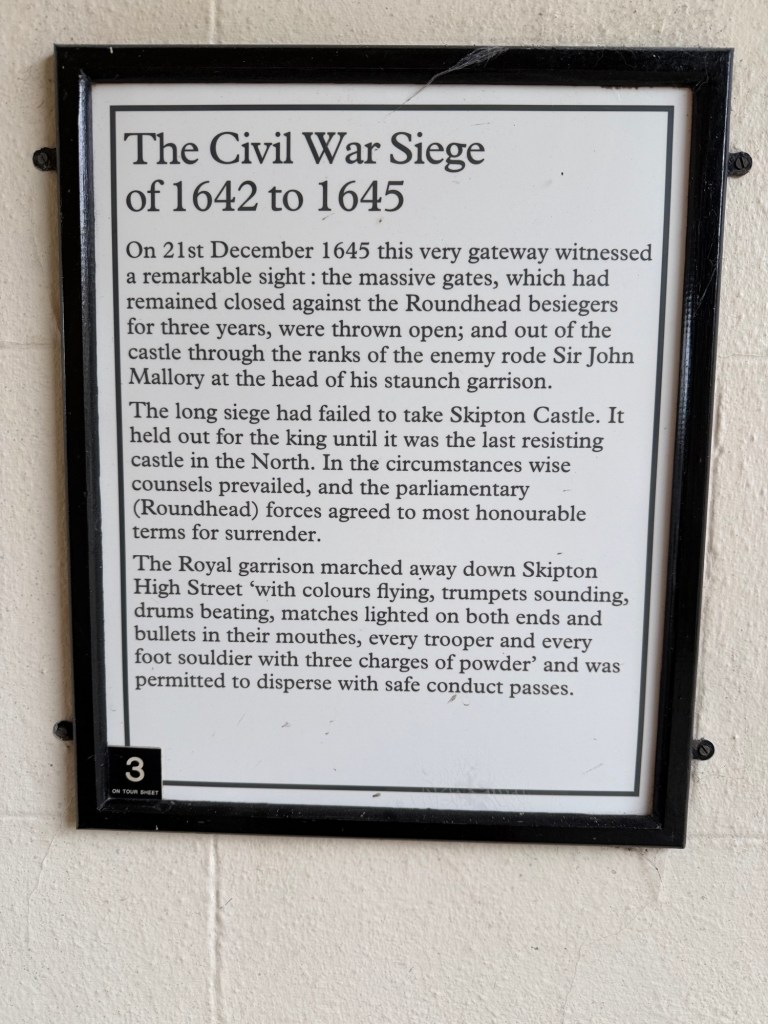 The Civil War Siege
of 1642 to 1645
On 21st December 1645 this very gateway witnessed
a remarkable sight : the massive gates, which had
remained closed against the Roundhead besiegers
for three years, were thrown open; and out of the
castle through the ranks of the enemy rode Sir John
Mallory at the head of his staunch garrison.
The long siege had failed to take Skipton Castle. It
held out for the king until it was the last resisting
castle in the North. In the circumstances wise
counsels prevailed, and the parliamentary
(Roundhead) forces agreed to most honourable
terms for surrender.
The Royal garrison marched away down Skipton
High Street ‘with colours flying, trumpets sounding,
drums beating, matches lighted on both ends and
bullets in their mouthes, every trooper and every
foot souldier with three charges of powder’ and was
permitted to disperse with safe conduct passes.
3
ON TOUR SHEET